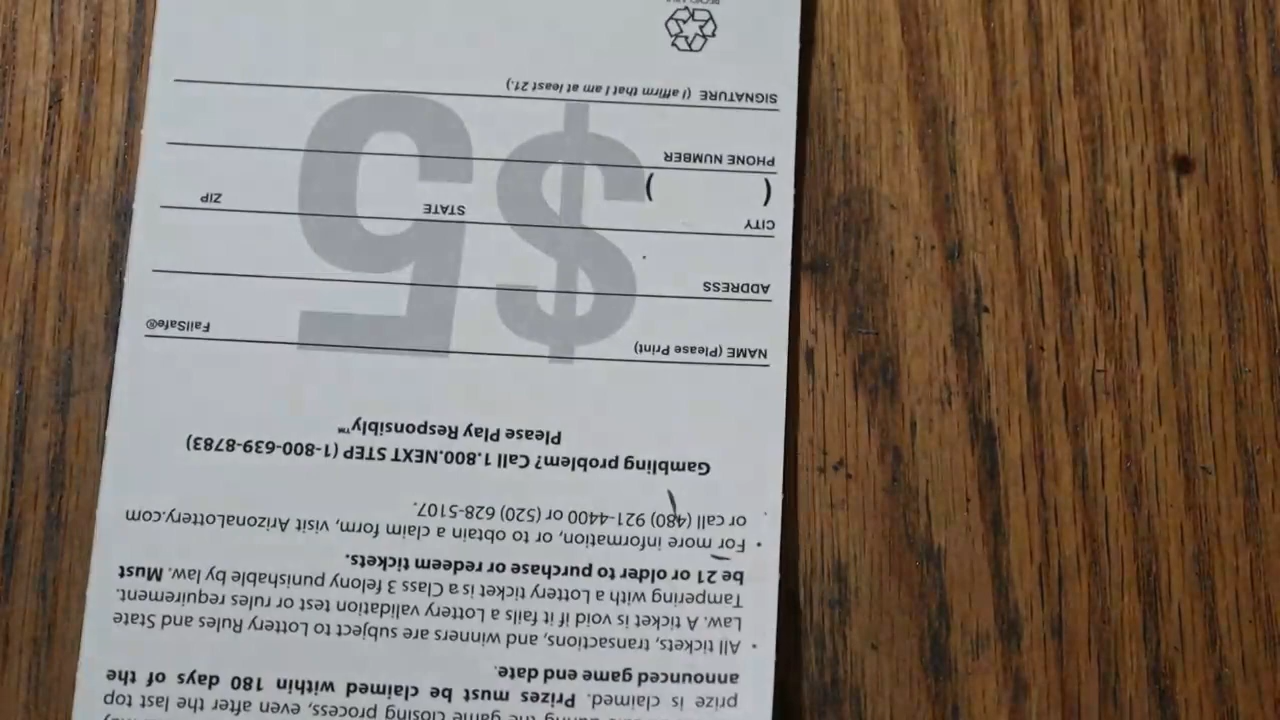 prize is claimed. Prizes must be claimed within 180 days of the
announced game end date.
• All tickets, transactions, and winners are subject to Lottery Rules and State
Law. A ticket is void if it fails a Lottery validation test or rules requirement.
Tampering with a Lottery ticket is a Class 3 felony punishable by law. Must
be 21 or older to purchase or redeem tickets.
• For more information, or to obtain a claim form, visit ArizonaLottery.com
or call (480) 921-4400 or (520) 628-5107.
Gambling problem? Call 1.800.NEXT STEP (1-800-639-8783)
Please Play Responsibly™
$5
NAME (Please Print) FailSafe®
ADDRESS
CITY STATE ZIP
( )
PHONE NUMBER
SIGNATURE (I affirm that I am at least 21.)